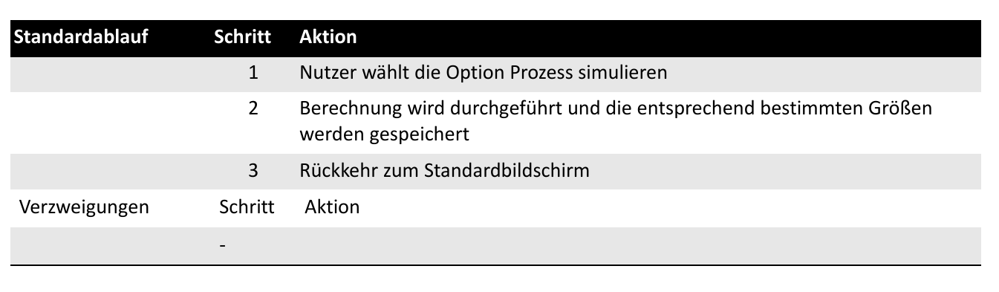 Standardablauf Schritt Aktion
1 Nutzer wählt die Option Prozess simulieren
2 Berechnung wird durchgeführt und die entsprechend bestimmten Größen
werden gespeichert
3 Rückkehr zum Standardbildschirm
Verzweigungen Schritt Aktion
-